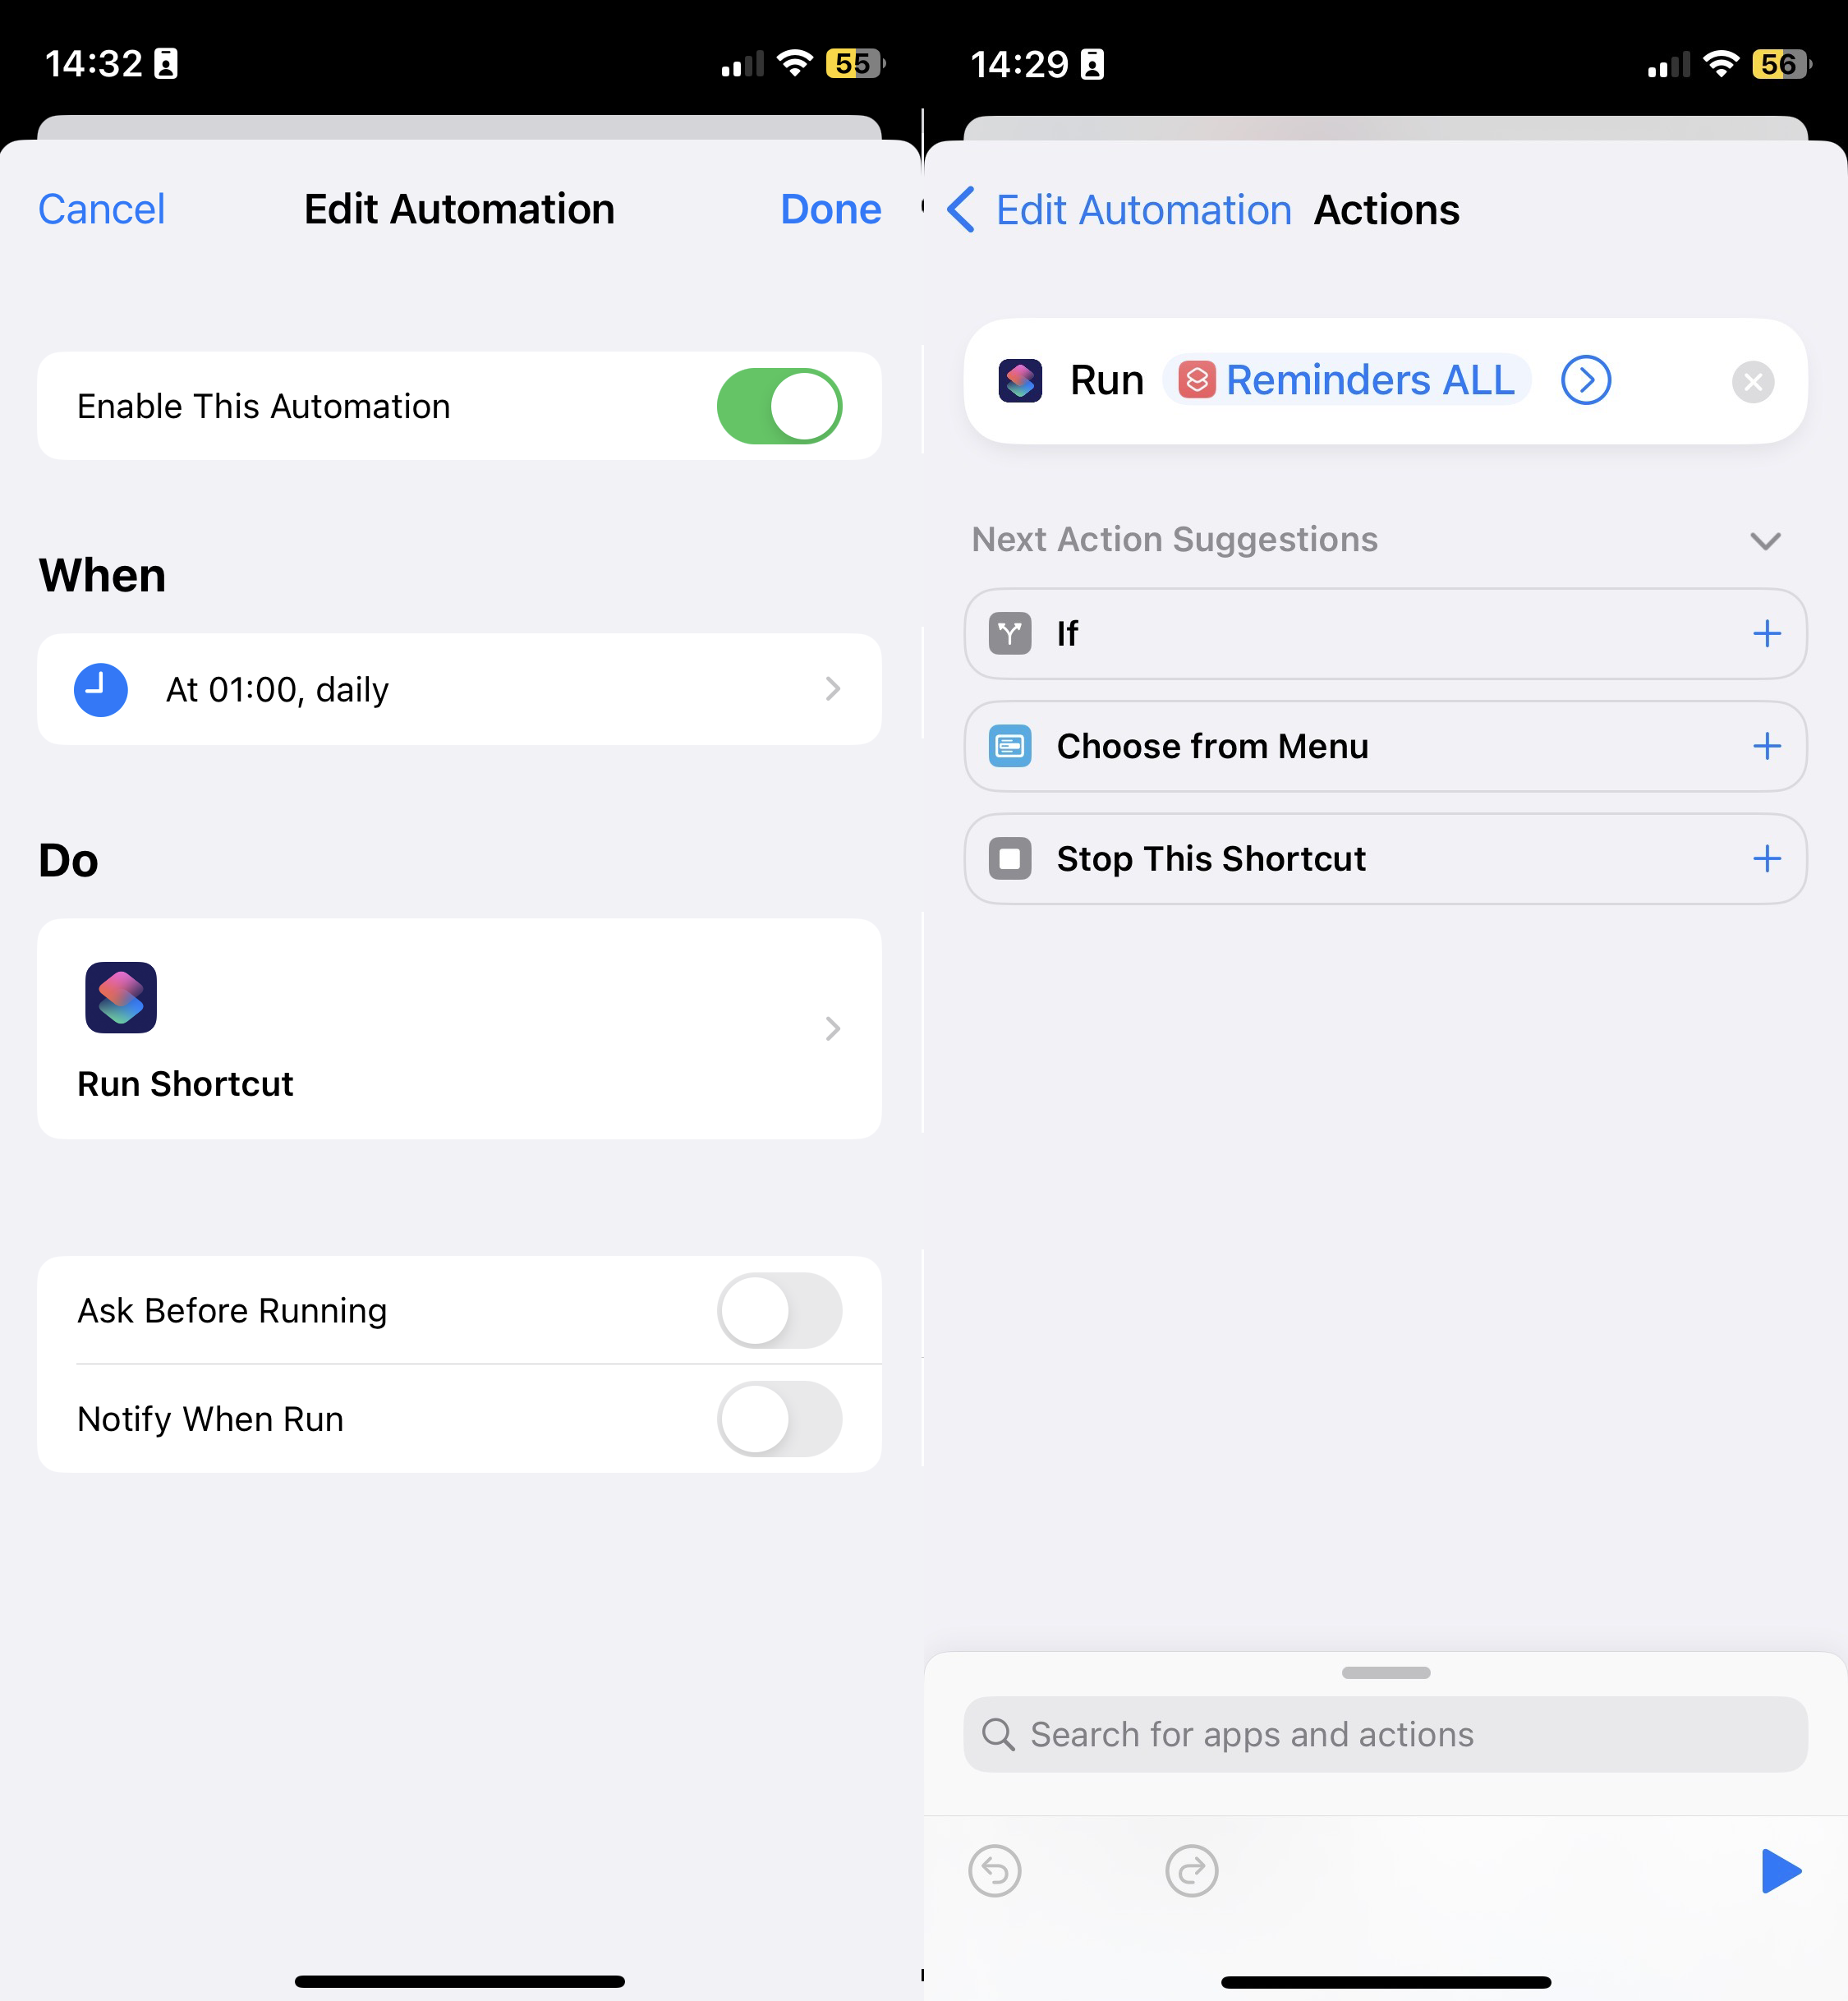 14:32
55
Cancel
Edit Automation
Done
Enable This Automation
When
At 01:00, daily
Do
Run Shortcut
Ask Before Running
Notify When Run
14:29
56
Edit Automation
Actions
Run Reminders ALL
Next Action Suggestions
If
Choose from Menu
Stop This Shortcut
Search for apps and actions